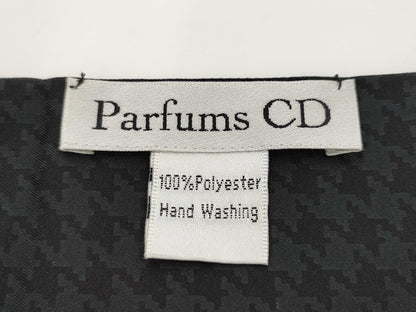 Parfums CD
100%Polyester
Hand Washing